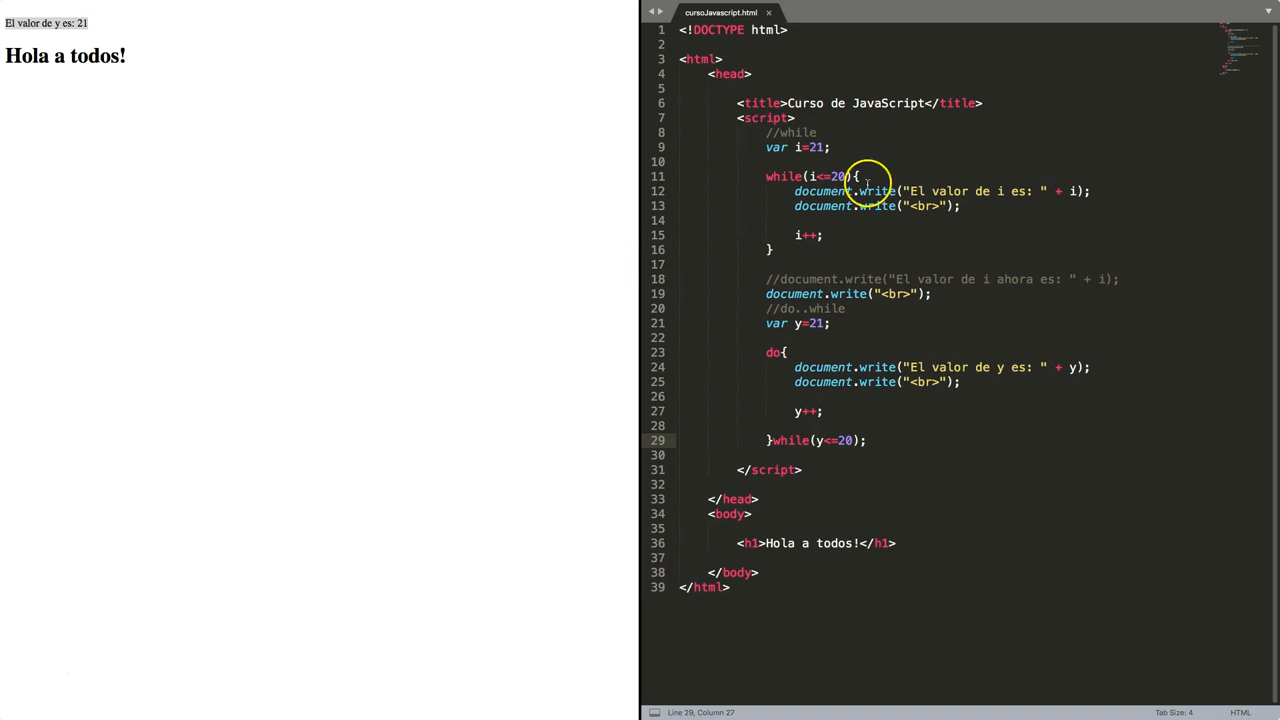 El valor de y es: 21
Hola a todos!
cursoJavascript.html ×
1 <!DOCTYPE html>
2
3 <html>
4 <head>
5
6 <title>Curso de JavaScript</title>
7 <script>
8 //while
9 var i=21;
10
11 while(i<=20){
12 document.write("El valor de i es: " + i);
13 document.write("<br>");
14
15 i++;
16 }
17
18 //document.write("El valor de i ahora es: " + i);
19 document.write("<br>");
20 //do..while
21 var y=21;
22
23 do{
24 document.write("El valor de y es: " + y);
25 document.write("<br>");
26
27 y++;
28
29 }while(y<=20);
30
31 </script>
32
33 </head>
34 <body>
35
36 <h1>Hola a todos!</h1>
37
38 </body>
39 </html>
Line 29, Column 27 Tab Size: 4 HTML